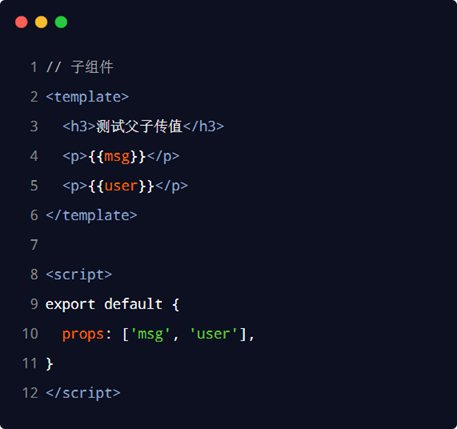 1 // 子组件
2 <template>
3   <h3>测试父子传值</h3>
4   <p>{{msg}}</p>
5   <p>{{user}}</p>
6 </template>
7
8 <script>
9 export default {
10   props: ['msg', 'user'],
11 }
12 </script>